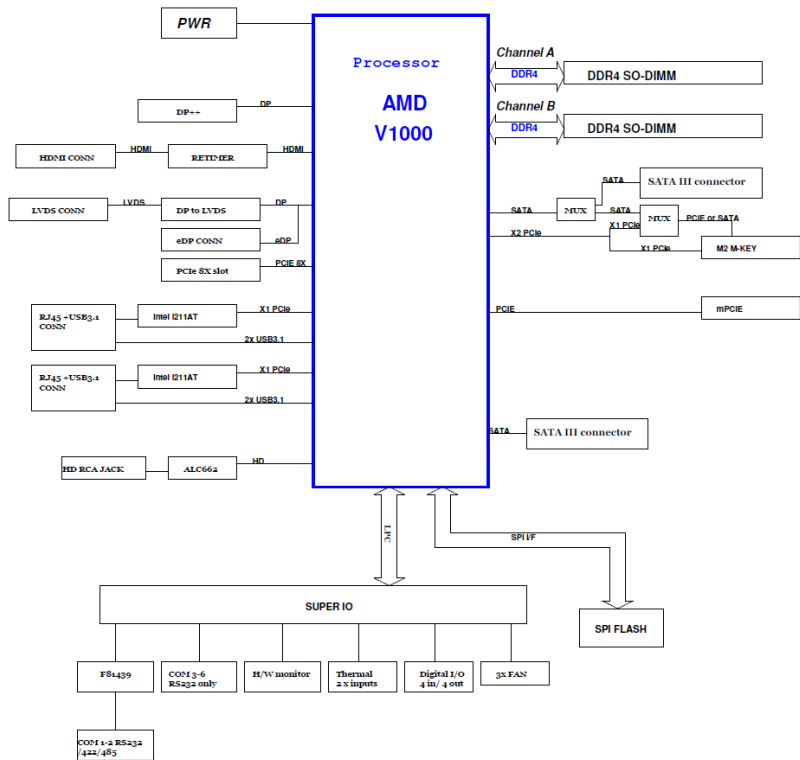 PWR
Processor
AMD
V1000
Channel A
DDR4
DDR4 SO-DIMM
Channel B
DDR4
DDR4 SO-DIMM
DP++
DP
HDMI CONN
HDMI
RETIMER
HDMI
LVDS CONN
LVDS
DP to LVDS
DP
eDP CONN
eDP
PCIe 8X slot
PCIE 8X
SATA
MUX
SATA
SATA III connector
SATA
MUX
PCIE or SATA
X2 PCIe
X1 PCIe
X1 PCIe
M2 M-KEY
RJ45 +USB3.1
CONN
Intel I211AT
X1 PCIe
2x USB3.1
PCIE
mPCIE
RJ45 +USB3.1
CONN
Intel I211AT
X1 PCIe
2x USB3.1
SATA
SATA III connector
HD RCA JACK
ALC662
HD
LPC
SPI I/F
SUPER IO
SPI FLASH
F81439
COM 3-6
RS232 only
H/W monitor
Thermal
2 x inputs
Digital I/O
4 in/ 4 out
3x FAN
COM 1-2 RS232
/422/485